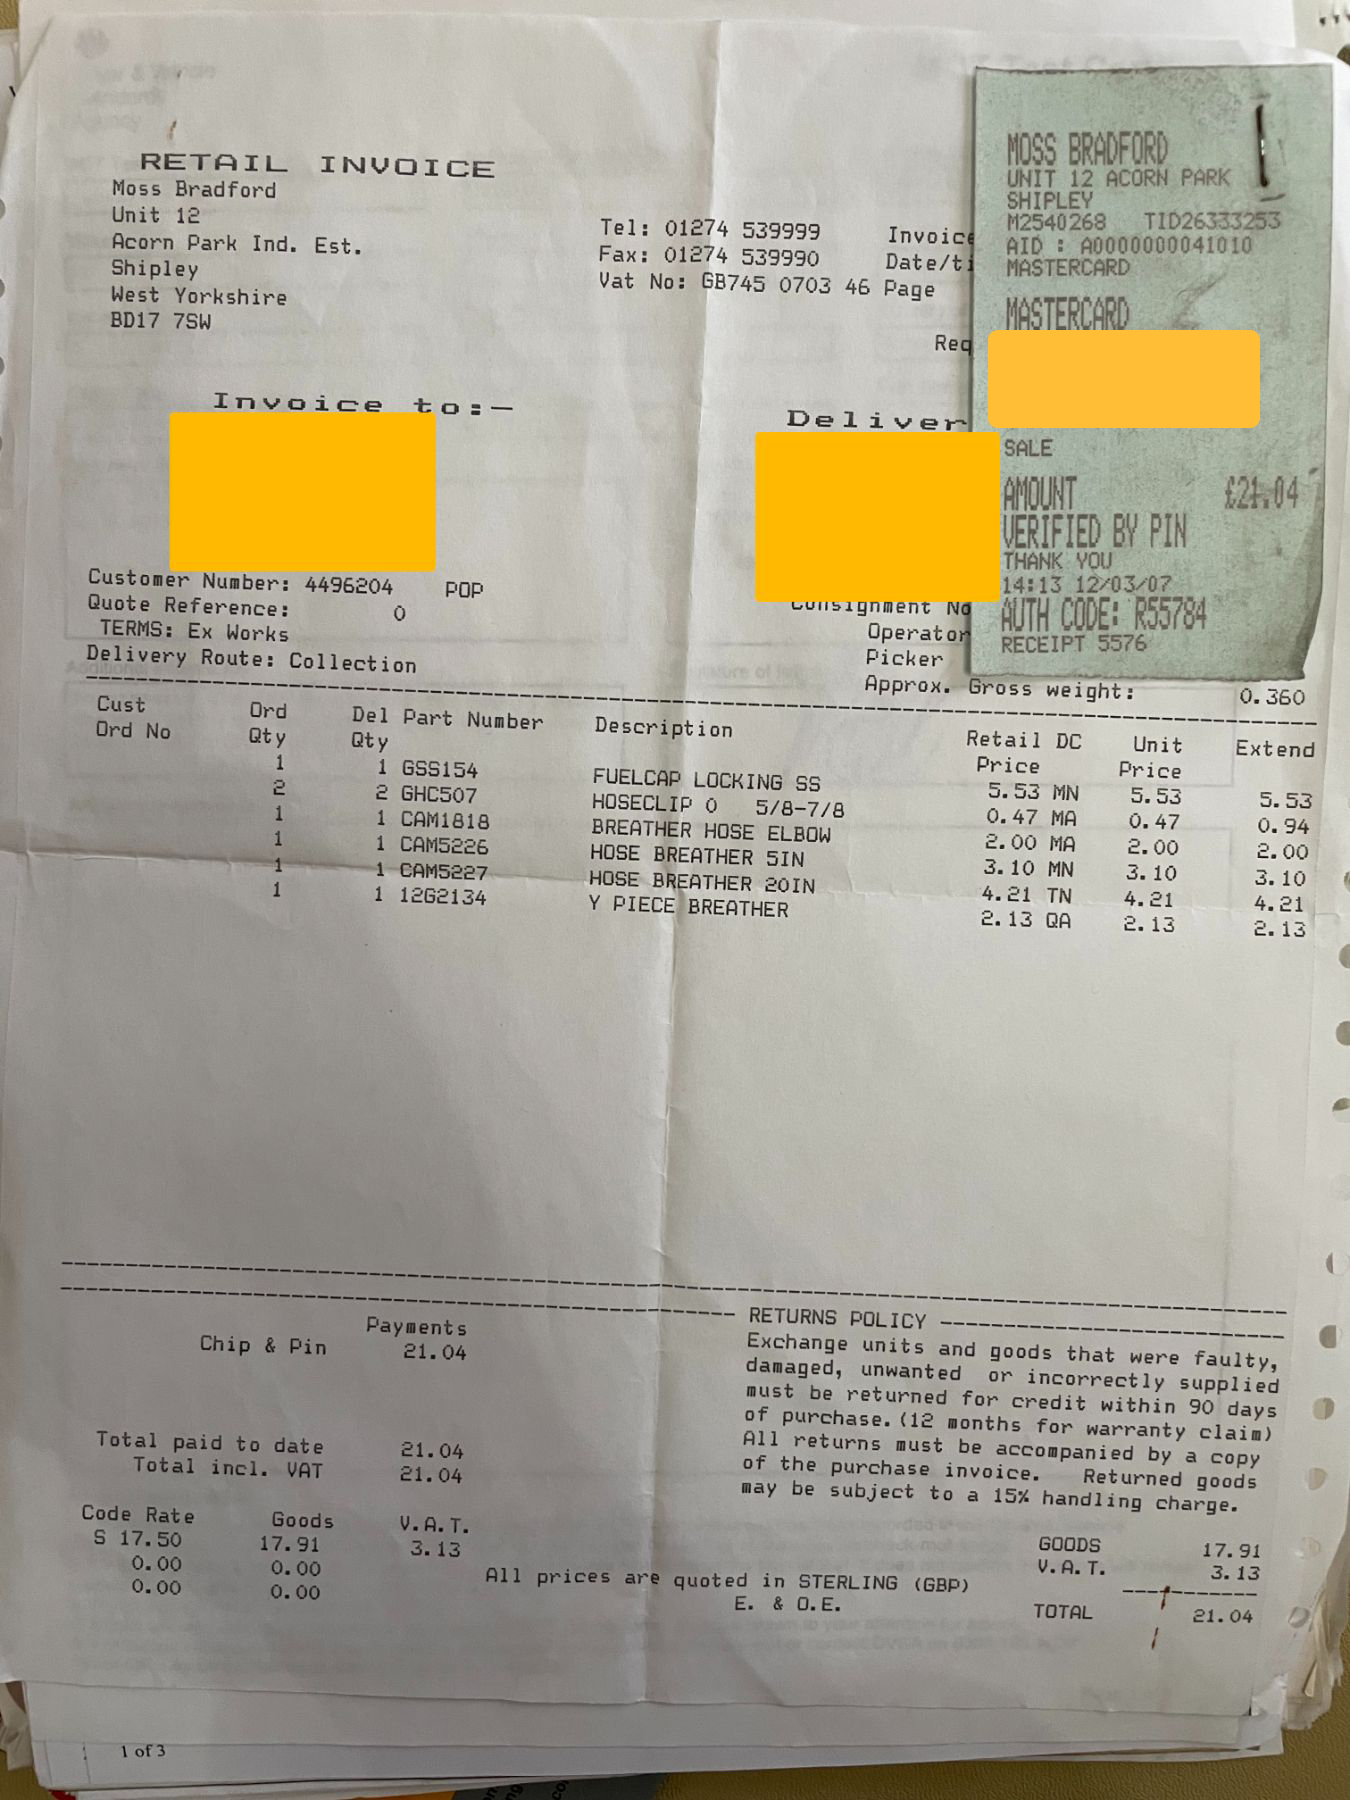 RETAIL INVOICE
Moss Bradford
Unit 12
Acorn Park Ind. Est.
Shipley
West Yorkshire
BD17 7SW
Tel: 01274 539999
Fax: 01274 539990
Vat No: GB745 0703 46
Invoice
Date/ti
Page
Req
MOSS BRADFORD
UNIT 12 ACORN PARK
SHIPLEY
M2540268 TID26333253
AID : A0000000041010
MASTERCARD
MASTERCARD
SALE
AMOUNT £21.04
VERIFIED BY PIN
THANK YOU
14:13 12/03/07
AUTH CODE: R55784
RECEIPT 5576
Invoice to:-
Deliver
Customer Number: 4496204 POP
Quote Reference: 0
TERMS: Ex Works
Delivery Route: Collection
Consignment No
Operator
Picker
Approx. Gross weight: 0.360
Cust Ord No Ord Qty Del Qty Part Number Description Retail Price DC Unit Price Extend
1 1 GSS154 FUELCAP LOCKING SS 5.53 MN 5.53 5.53
2 2 GHC507 HOSECLIP O 5/8-7/8 0.47 MA 0.47 0.94
1 1 CAM1818 BREATHER HOSE ELBOW 2.00 MA 2.00 2.00
1 1 CAM5226 HOSE BREATHER 5IN 3.10 MN 3.10 3.10
1 1 CAM5227 HOSE BREATHER 20IN 4.21 TN 4.21 4.21
1 1 12G2134 Y PIECE BREATHER 2.13 QA 2.13 2.13
Payments
Chip & Pin 21.04
Total paid to date 21.04
Total incl. VAT 21.04
Code Rate Goods V.A.T.
S 17.50 17.91 3.13
0.00 0.00
0.00 0.00
RETURNS POLICY
Exchange units and goods that were faulty,
damaged, unwanted or incorrectly supplied
must be returned for credit within 90 days
of purchase.(12 months for warranty claim)
All returns must be accompanied by a copy
of the purchase invoice. Returned goods
may be subject to a 15% handling charge.
All prices are quoted in STERLING (GBP)
E. & O.E.
GOODS 17.91
V.A.T. 3.13
TOTAL 21.04
1 of 3